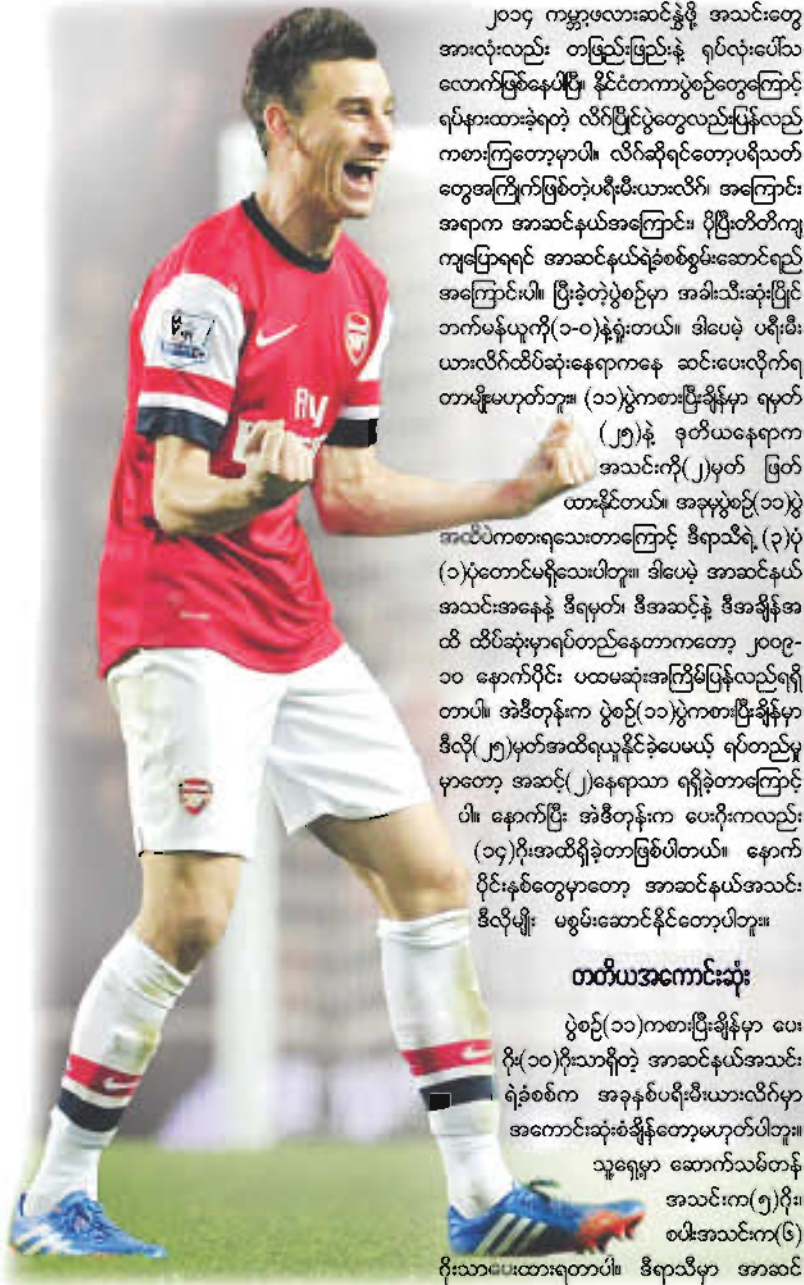 ၂၀၁၄ ကမ္ဘာ့ဖလားဆင်နွှဲဖို့ အသင်းတွေ
အားလုံးလည်း တဖြည်းဖြည်းနဲ့ ရုပ်လုံးပေါ်သ
လောက်ဖြစ်နေပါပြီ။ နိုင်ငံတကာပွဲစဉ်တွေကြောင့်
ရပ်နားထားခဲ့ရတဲ့ လိဂ်ပြိုင်ပွဲတွေလည်းပြန်လည်
ကစားကြတော့မှာပါ။ လိဂ်ဆိုရင်တော့ပရိသတ်
တွေအကြိုက်ဖြစ်တဲ့ပရီးမီးယားလိဂ်၊ အကြောင်း
အရာက အာဆင်နယ်အကြောင်း၊ ပိုပြီးတိတိကျ
ကျပြောရရင် အာဆင်နယ်ရဲ့ခံစစ်စွမ်းဆောင်ရည်
အကြောင်းပါ။ ပြီးခဲ့တဲ့ပွဲစဉ်မှာ အခါးသီးဆုံးပြိုင်
ဘက်မန်ယူကို(၁-၀)နဲ့ရှုံးတယ်။ ဒါပေမဲ့ ပရီးမီး
ယားလိဂ်ထိပ်ဆုံးနေရာကနေ ဆင်းပေးလိုက်ရ
တာမျိုးမဟုတ်ဘူး။ (၁၁)ပွဲကစားပြီးချိန်မှာ ရမှတ်
(၂၅)နဲ့ ဒုတိယနေရာက
အသင်းကို(၂)မှတ် ဖြတ်
ထားနိုင်တယ်။ အခုမှပွဲစဉ်(၁၁)ပွဲ
အထိပဲကစားရသေးတာကြောင့် ဒီရာသီရဲ့ (၃)ပုံ
(၁)ပုံတောင်မရှိသေးပါဘူး။ ဒါပေမဲ့ အာဆင်နယ်
အသင်းအနေနဲ့ ဒီရမှတ်၊ ဒီအဆင့်နဲ့ ဒီအချိန်အ
ထိ ထိပ်ဆုံးမှာရပ်တည်နေတာကတော့ ၂၀၀၉-
၁၀ နောက်ပိုင်း ပထမဆုံးအကြိမ်ပြန်လည်ရရှိ
တာပါ။ အဲဒီတုန်းက ပွဲစဉ်(၁၁)ပွဲကစားပြီးချိန်မှာ
ဒီလို(၂၅)မှတ်အထိရယူနိုင်ခဲ့ပေမယ့် ရပ်တည်မှု
မှာတော့ အဆင့်(၂)နေရာသာ ရရှိခဲ့တာကြောင့်
ပါ။ နောက်ပြီး အဲဒီတုန်းက ပေးဂိုးကလည်း
(၁၄)ဂိုးအထိရှိခဲ့တာဖြစ်ပါတယ်။ နောက်
ပိုင်းနှစ်တွေမှာတော့ အာဆင်နယ်အသင်း
ဒီလိုမျိုး မစွမ်းဆောင်နိုင်တော့ပါဘူး။
တတိယအကောင်းဆုံး
ပွဲစဉ်(၁၁)ကစားပြီးချိန်မှာ ပေး
ဂိုး(၁၀)ဂိုးသာရှိတဲ့ အာဆင်နယ်အသင်း
ရဲ့ခံစစ်က အခုနှစ်ပရီးမီးယားလိဂ်မှာ
အကောင်းဆုံးစံချိန်တော့မဟုတ်ပါဘူး။
သူ့ရှေ့မှာ ဆောက်သမ်တန်
အသင်းက(၅)ဂိုး၊
စပါးအသင်းက(၆)
ဂိုးသာပေးထားရတာပါ။ ဒီရာသီမှာ အာဆင်
Fly